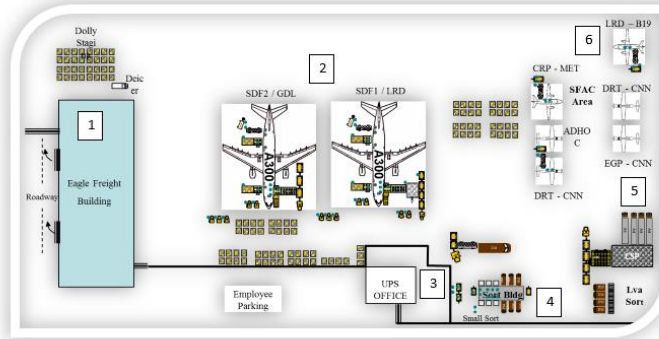 LRD – B19
6
Dolly
Stagi
2
CRP - MET
Deic
er
SDF2 / GDL
SDF1 / LRD
SFAC
Area
DRT - CNN
1
A300
A300
ADHO
C
Roadway
Eagle Freight
Building
EGP - CNN
DRT - CNN
5
CSP
UPS
OFFICE
3
Employee
Parking
Sort Bldg
4
Lva
Sort
Small Sort